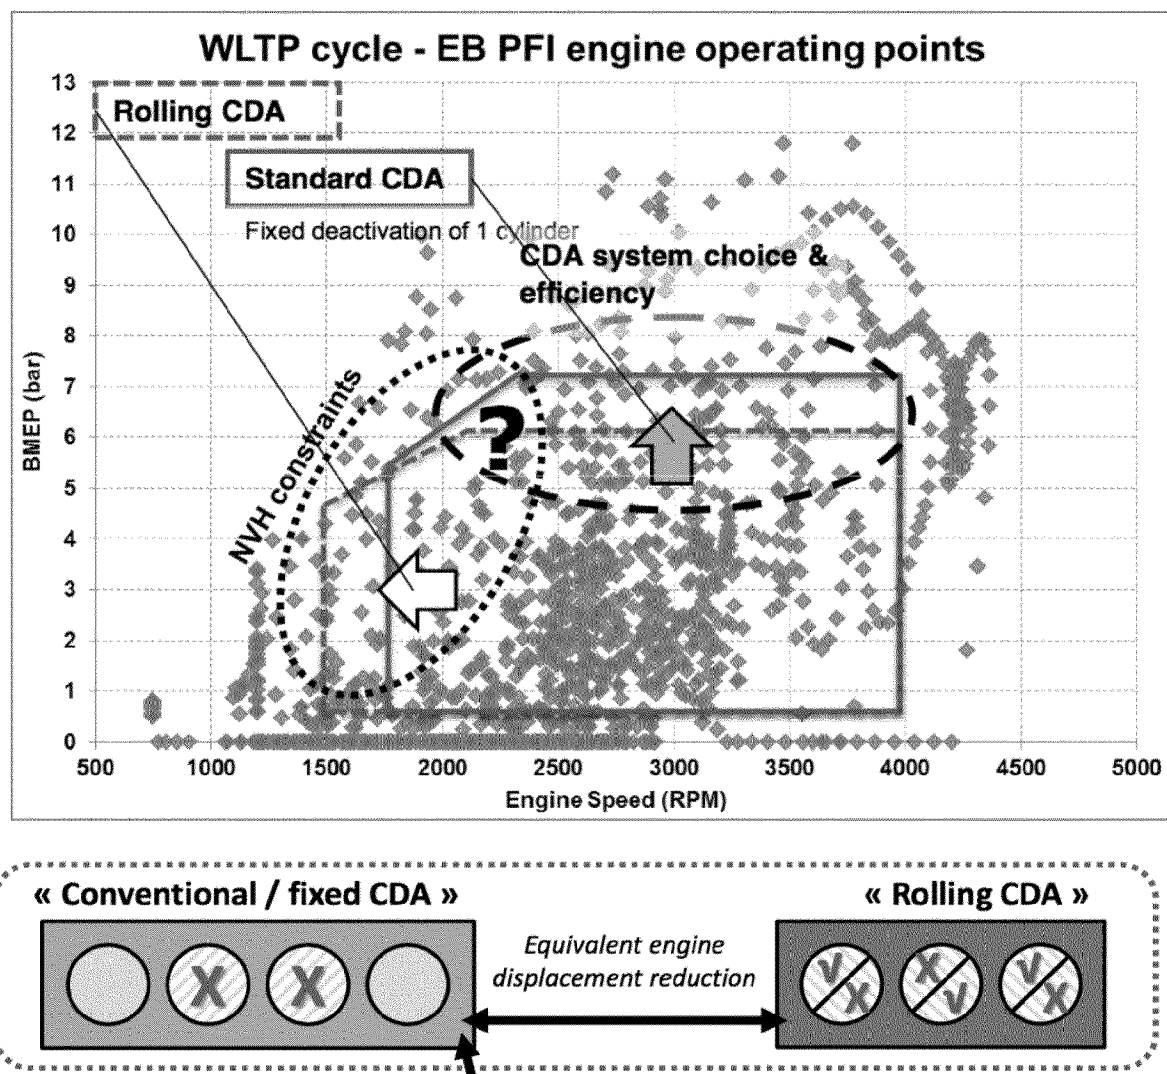 WLTP cycle - EB PFI engine operating points
13
Rolling CDA
12
Standard CDA
11
Fixed deactivation of 1 cylinder
10
CDA system choice &
efficiency
9
8
7
6
5
4
3
2
1
0
BMEP (bar)
NVH constraints
?
500 1000 1500 2000 2500 3000 3500 4000 4500 5000
Engine Speed (RPM)
« Conventional / fixed CDA »
« Rolling CDA »
Equivalent engine
displacement reduction
X X
√ X √
X √ X